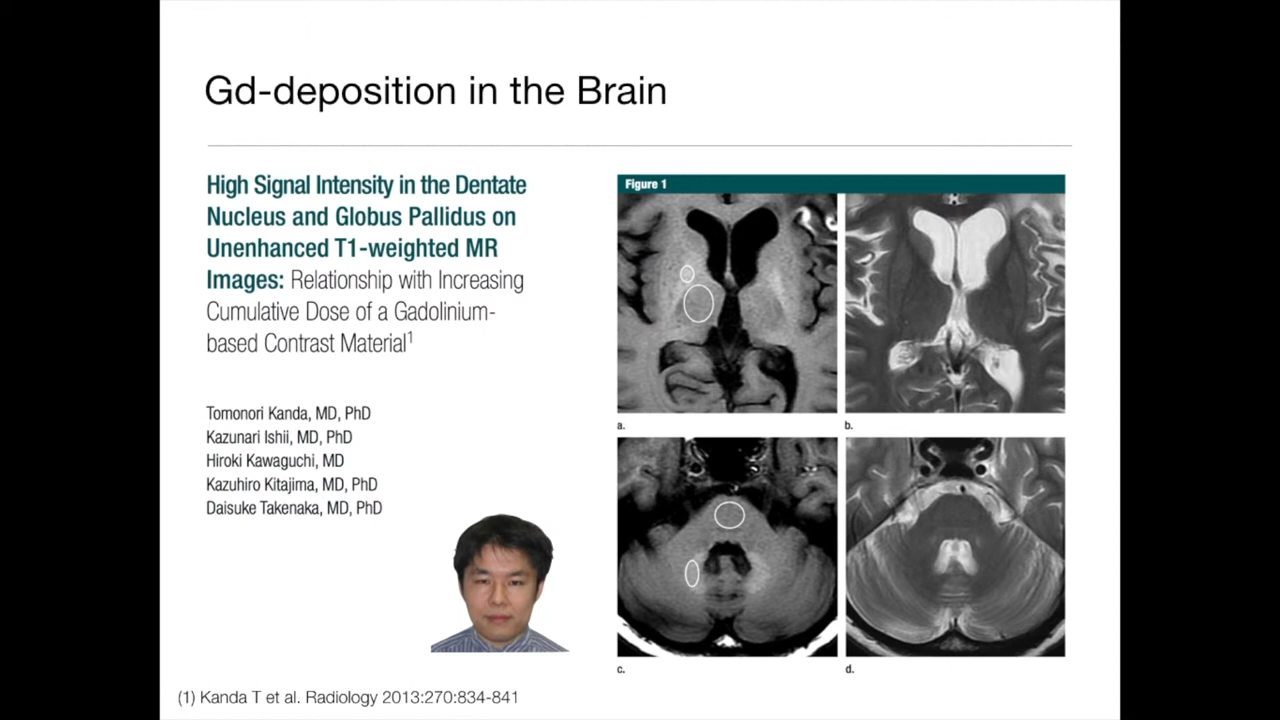 Gd-deposition in the Brain
High Signal Intensity in the Dentate
Nucleus and Globus Pallidus on
Unenhanced T1-weighted MR
Images: Relationship with Increasing
Cumulative Dose of a Gadolinium-
based Contrast Material¹
Tomonori Kanda, MD, PhD
Kazunari Ishii, MD, PhD
Hiroki Kawaguchi, MD
Kazuhiro Kitajima, MD, PhD
Daisuke Takenaka, MD, PhD
Figure 1
a.
b.
c.
d.
(1) Kanda T et al. Radiology 2013:270:834-841